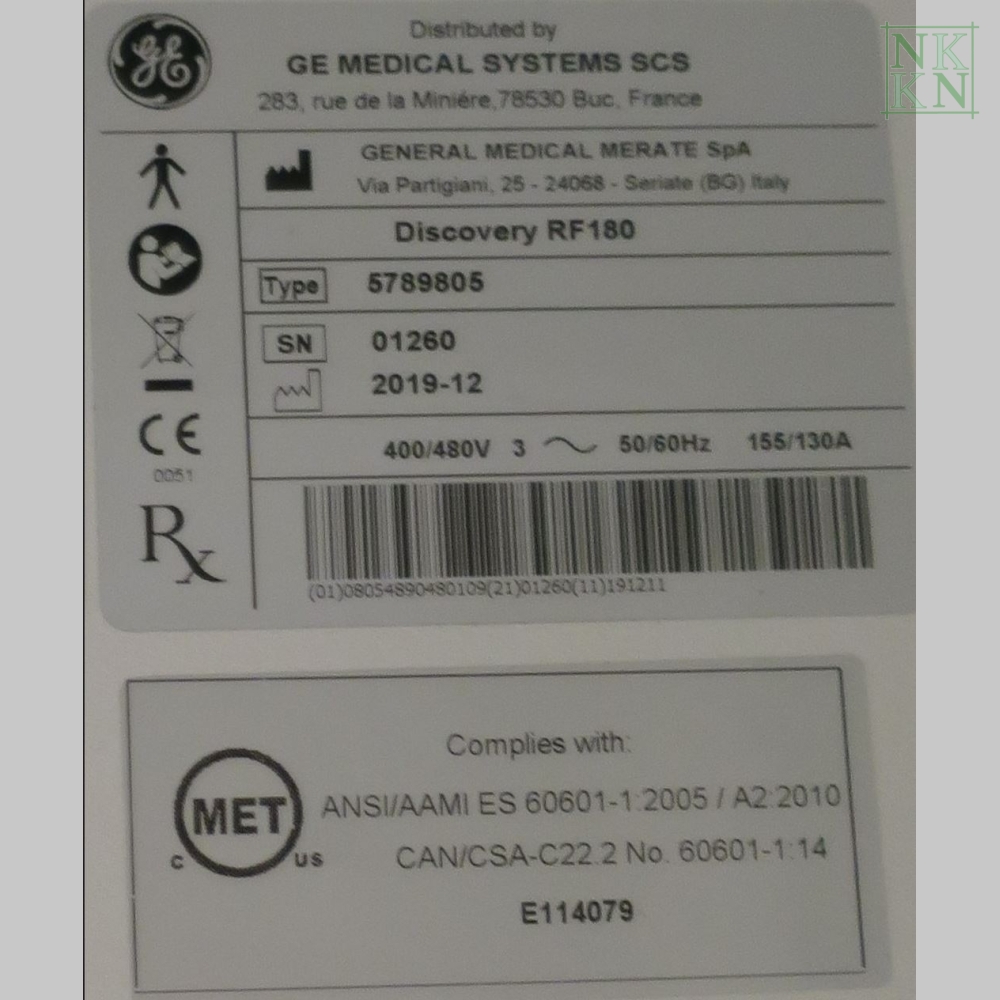 GE
Distributed by
GE MEDICAL SYSTEMS SCS
283, rue de la Miniére,78530 Buc, France
GENERAL MEDICAL MERATE SpA
Via Partigiani, 25 - 24068 - Seriate (BG) Italy
Discovery RF180
Type 5789805
SN 01260
2019-12
CE
0051
400/480V 3 ~ 50/60Hz 155/130A
Rx
(01)08054890480109(21)01260(11)191211
Complies with:
MET
C US
ANSI/AAMI ES 60601-1:2005 / A2:2010
CAN/CSA-C22.2 No. 60601-1:14
E114079
NK
KN